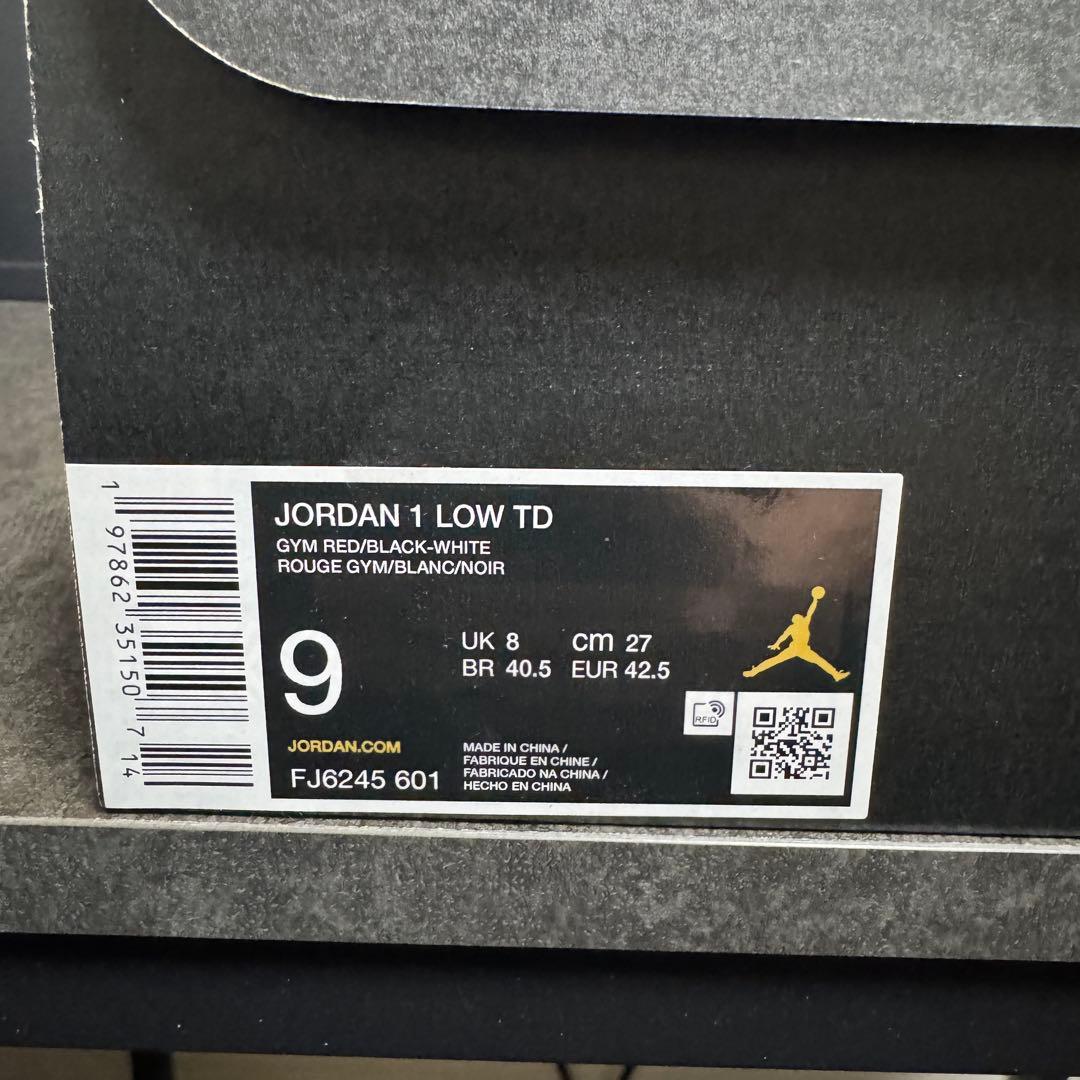 JORDAN 1 LOW TD
GYM RED/BLACK-WHITE
ROUGE GYM/BLANC/NOIR
9
UK 8 cm 27
BR 40.5 EUR 42.5
RFID
JORDAN.COM
FJ6245 601
MADE IN CHINA /
FABRIQUE EN CHINE /
FABRICADO NA CHINA /
HECHO EN CHINA
1 97862 35150 7 14